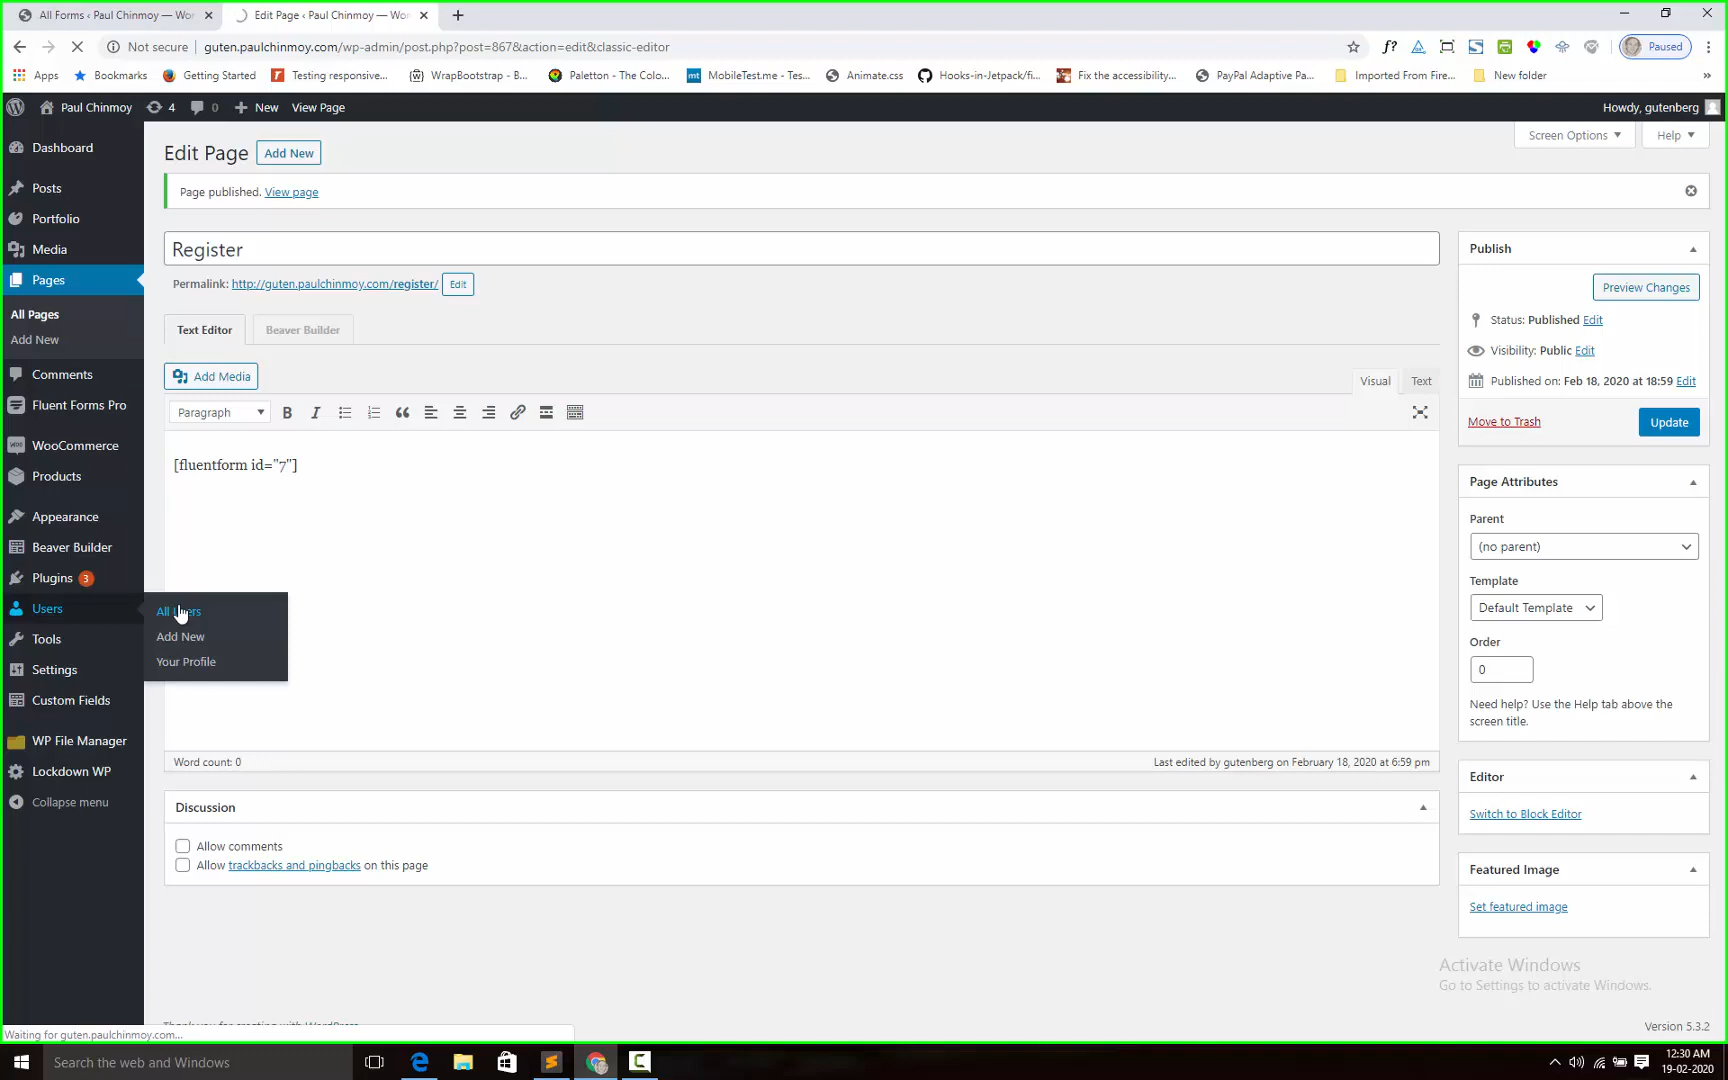 All Forms ‹ Paul Chinmoy — Wor
Edit Page ‹ Paul Chinmoy — Wor
Not secure
guten.paulchinmoy.com/wp-admin/post.php?post=867&action=edit&classic-editor
f?
Paused
Apps
Bookmarks
Getting Started
Testing responsive...
WrapBootstrap - B...
Paletton - The Colo...
mt
MobileTest.me - Tes...
Animate.css
Hooks-in-Jetpack/fi...
Fix the accessibility...
PayPal Adaptive Pa...
Imported From Fire...
New folder
»
Paul Chinmoy
4
0
New
View Page
Howdy, gutenberg
Dashboard
Posts
Portfolio
Media
Pages
All Pages
Add New
Comments
Fluent Forms Pro
WooCommerce
Products
Appearance
Beaver Builder
Plugins 3
Users
Tools
Settings
Custom Fields
WP File Manager
Lockdown WP
Collapse menu
All Users
Add New
Your Profile
Screen Options
Help
Edit Page
Add New
Page published. View page
Register
Permalink: http://guten.paulchinmoy.com/register/ Edit
Text Editor
Beaver Builder
Add Media
Visual
Text
Paragraph
B
I
[fluentform id="7"]
Word count: 0
Last edited by gutenberg on February 18, 2020 at 6:59 pm
Discussion
Allow comments
Allow trackbacks and pingbacks on this page
Publish
Preview Changes
Status: Published Edit
Visibility: Public Edit
Published on: Feb 18, 2020 at 18:59 Edit
Move to Trash
Update
Page Attributes
Parent
(no parent)
Template
Default Template
Order
0
Need help? Use the Help tab above the
screen title.
Editor
Switch to Block Editor
Featured Image
Set featured image
Activate Windows
Go to Settings to activate Windows.
Version 5.3.2
Waiting for guten.paulchinmoy.com...
Search the web and Windows
12:30 AM
19-02-2020